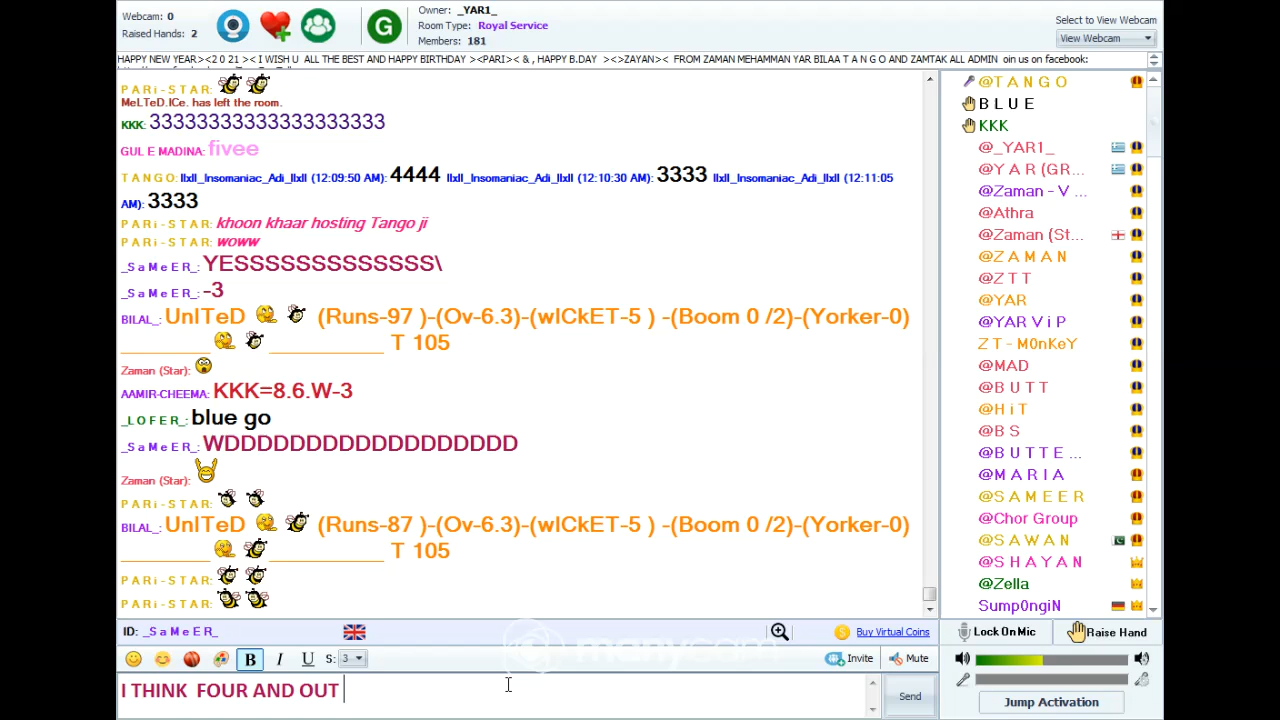 Webcam: 0
Raised Hands: 2
G
Owner: _YAR1_
Room Type: Royal Service
Members: 181
Select to View Webcam
View Webcam
HAPPY NEW YEAR><2 0 21 >< I WISH U ALL THE BEST AND HAPPY BIRTHDAY ><PARI>< & , HAPPY B.DAY ><>ZAYAN>< FROM ZAMAN MEHAMMAN YAR BILAA T A N G O AND ZAMTAK ALL ADMIN oin us on facebook:
PARi-STAR:
MeLTeD.ICe. has left the room.
KKK: 33333333333333333333
GUL E MADINA: fivee
T A N G O: IlxII_Insomaniac_Adi_IlxII (12:09:50 AM): 4444 IlxII_Insomaniac_Adi_IlxII (12:10:30 AM): 3333 IlxII_Insomaniac_Adi_IlxII (12:11:05
AM): 3333
PARi-STAR: khoon khaar hosting Tango ji
PARi-STAR: woww
_SaMeER_: YESSSSSSSSSSSSS\
_SaMeER_: -3
BILAL_: UnITeD (Runs-97 )-(Ov-6.3)-(wICkET-5 ) -(Boom 0 /2)-(Yorker-0)
T 105
Zaman (Star):
AAMIR-CHEEMA: KKK=8.6.W-3
_LOFER_: blue go
_SaMeER_: WDDDDDDDDDDDDDDDDDD
Zaman (Star):
PARi-STAR:
BILAL_: UnITeD (Runs-87 )-(Ov-6.3)-(wICkET-5 ) -(Boom 0 /2)-(Yorker-0)
T 105
PARi-STAR:
PARi-STAR:
@T A N G O
B L U E
KKK
@_YAR1_
@Y A R (GR...
@Zaman - V ...
@Athra
@Zaman (St...
@Z A M A N
@Z T T
@YAR
@YAR V i P
Z T - M0nKeY
@MAD
@B U T T
@H i T
@B S
@B U T T E ...
@M A R I A
@S A M E E R
@Chor Group
@S A W A N
@S H A Y A N
@Zella
Sump0ngiN
ID: _SaMeER_
Buy Virtual Coins
Lock On Mic
Raise Hand
manycam
B I U S: 3
Invite
Mute
I THINK FOUR AND OUT
Send
Jump Activation